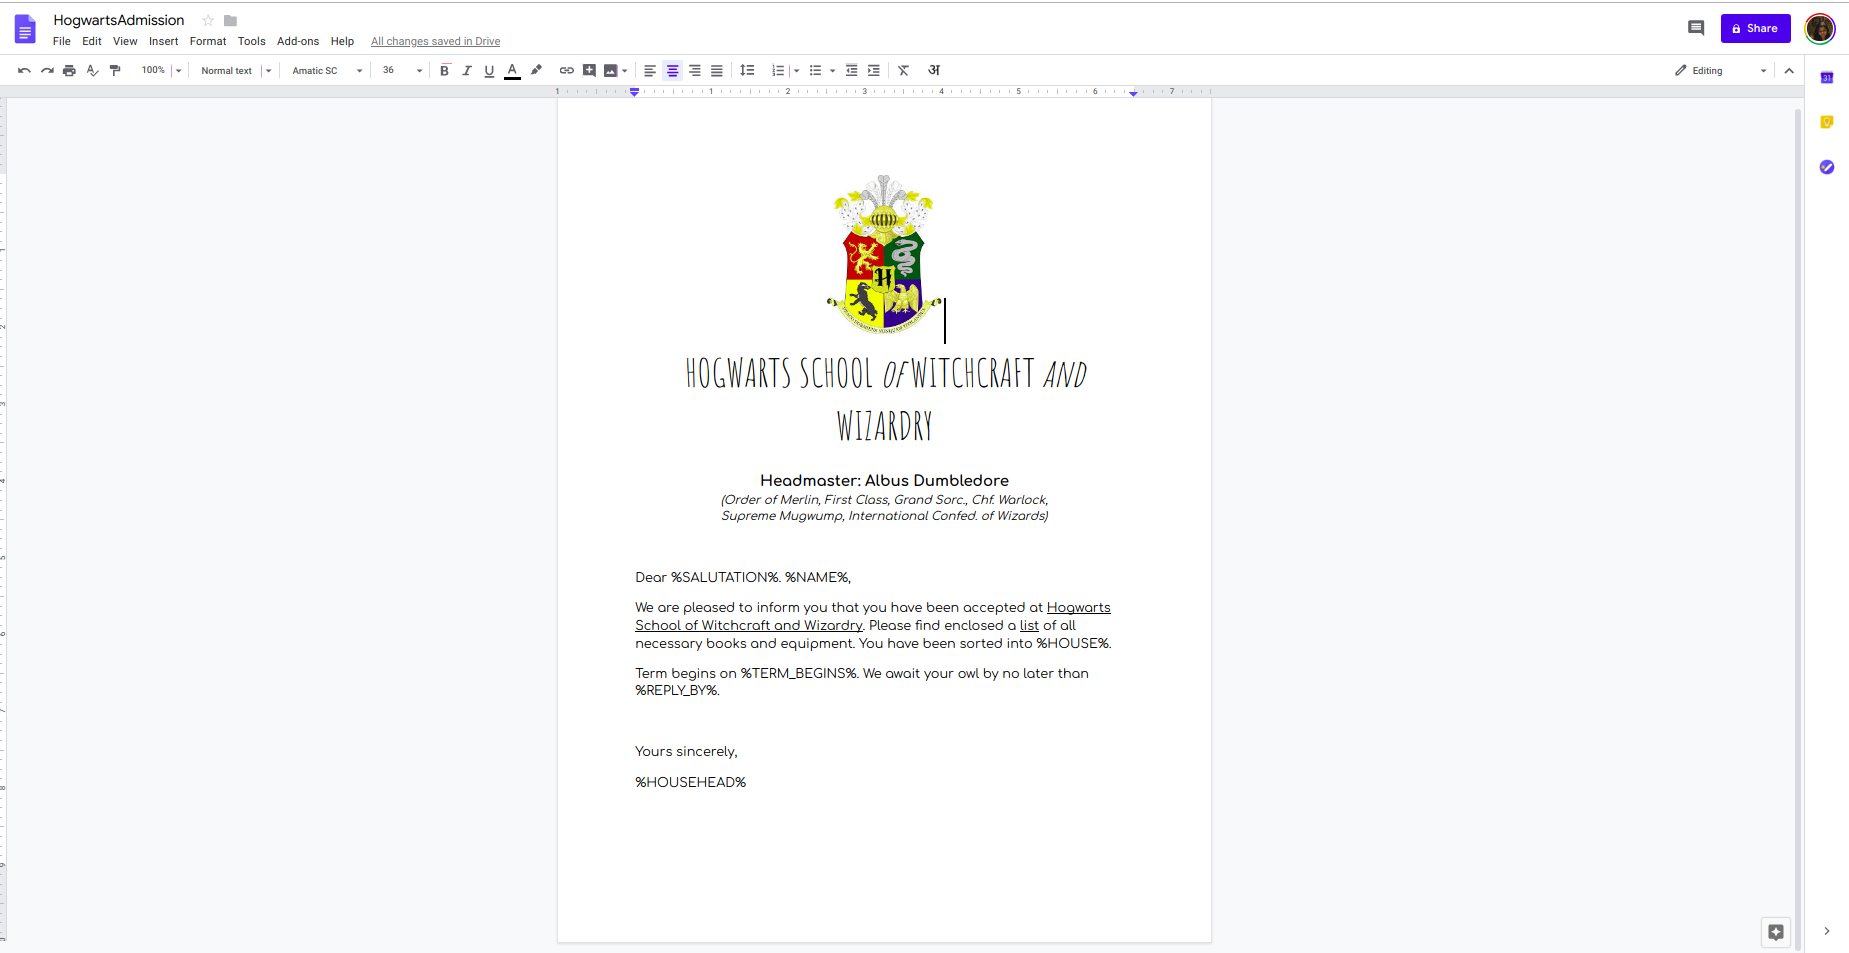 HogwartsAdmission
File Edit View Insert Format Tools Add-ons Help All changes saved in Drive
Share
100% Normal text Amatic SC 36 B I U A अ Editing
1 1 2 3 4 5 6 7
31
H
HOGWARTS SCHOOL OF WITCHCRAFT AND
WIZARDRY
Headmaster: Albus Dumbledore
(Order of Merlin, First Class, Grand Sorc., Chf. Warlock,
Supreme Mugwump, International Confed. of Wizards)
Dear %SALUTATION%. %NAME%,
We are pleased to inform you that you have been accepted at Hogwarts
School of Witchcraft and Wizardry. Please find enclosed a list of all
necessary books and equipment. You have been sorted into %HOUSE%.
Term begins on %TERM_BEGINS%. We await your owl by no later than
%REPLY_BY%.
Yours sincerely,
%HOUSEHEAD%